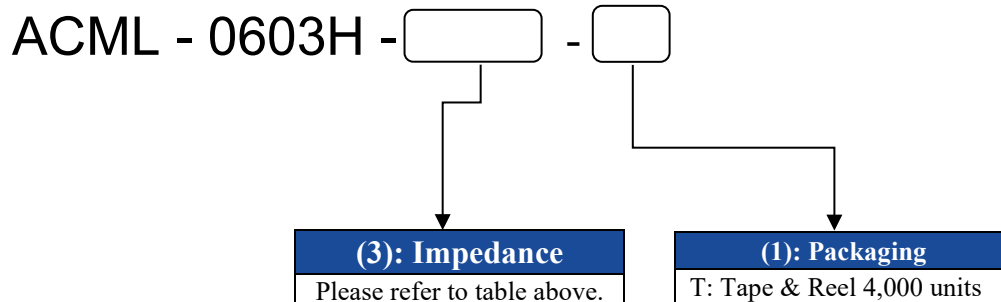 ACML - 0603H - -
(3): Impedance
Please refer to table above.
(1): Packaging
T: Tape & Reel 4,000 units